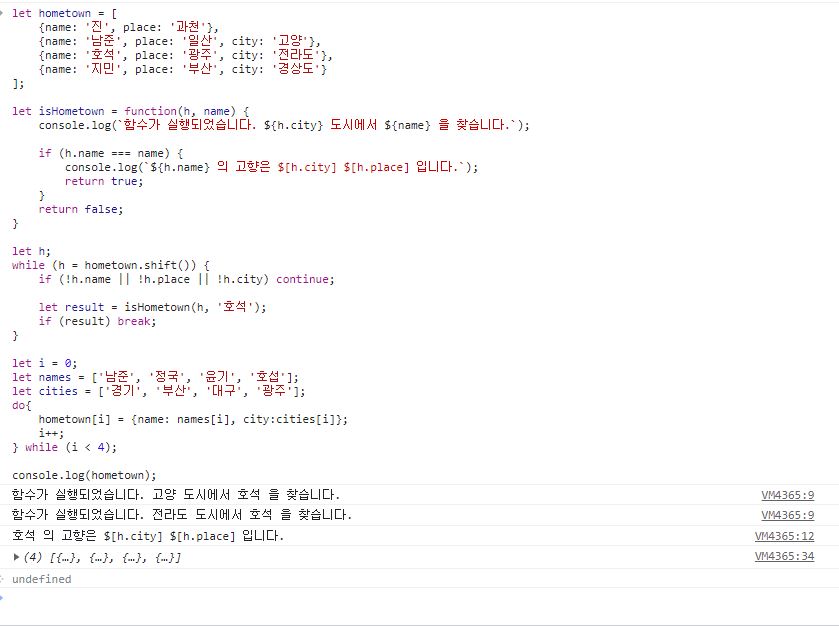 let hometown = [
    {name: '진', place: '과천'},
    {name: '남준', place: '일산', city: '고양'},
    {name: '호석', place: '광주', city: '전라도'},
    {name: '지민', place: '부산', city: '경상도'}
];
let isHometown = function(h, name) {
    console.log(`함수가 실행되었습니다. ${h.city} 도시에서 ${name} 을 찾습니다.`);
    if (h.name === name) {
        console.log(`${h.name} 의 고향은 $[h.city] $[h.place] 입니다.`);
        return true;
    }
    return false;
}
let h;
while (h = hometown.shift()) {
    if (!h.name || !h.place || !h.city) continue;
    let result = isHometown(h, '호석');
    if (result) break;
}
let i = 0;
let names = ['남준', '정국', '윤기', '호섭'];
let cities = ['경기', '부산', '대구', '광주'];
do{
    hometown[i] = {name: names[i], city:cities[i]};
    i++;
} while (i < 4);
console.log(hometown);
함수가 실행되었습니다. 고양 도시에서 호석 을 찾습니다. VM4365:9
함수가 실행되었습니다. 전라도 도시에서 호석 을 찾습니다. VM4365:9
호석 의 고향은 $[h.city] $[h.place] 입니다. VM4365:12
(4) [{…}, {…}, {…}, {…}] VM4365:34
undefined